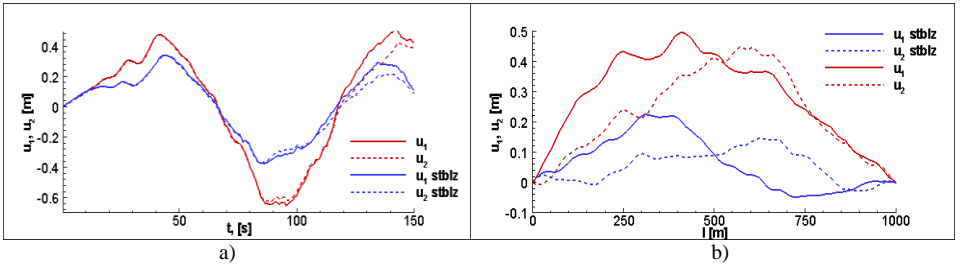 0.4
0.2
0
-0.2
-0.4
-0.6
u₁, u₂ [m]
50
100
150
t, [s]
u₁
u₂
u₁ stblz
u₂ stblz
a)
0.5
0.4
0.3
0.2
0.1
0
-0.1
u₁, u₂ [m]
0
250
500
750
1000
l [m]
u₁ stblz
u₂ stblz
u₁
u₂
b)